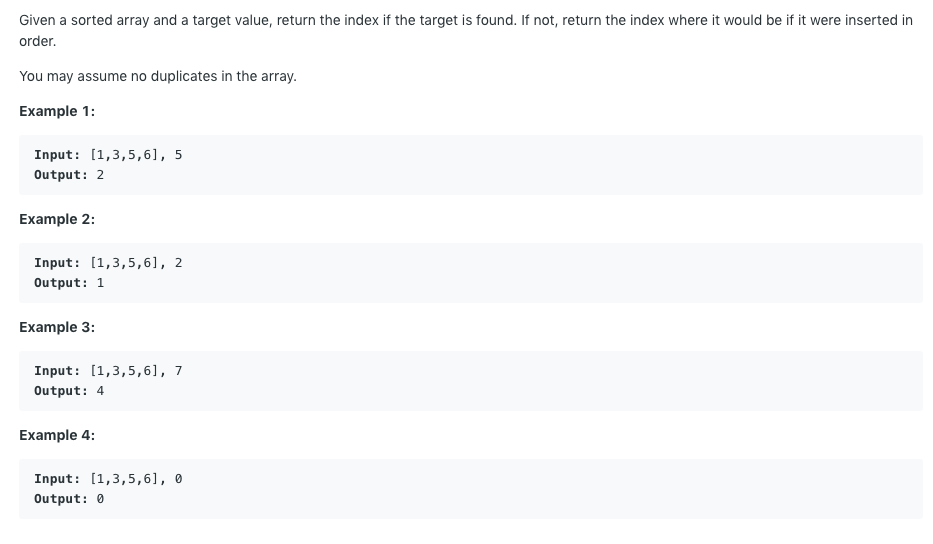 Given a sorted array and a target value, return the index if the target is found. If not, return the index where it would be if it were inserted in
order.
You may assume no duplicates in the array.
Example 1:
Input: [1,3,5,6], 5
Output: 2
Example 2:
Input: [1,3,5,6], 2
Output: 1
Example 3:
Input: [1,3,5,6], 7
Output: 4
Example 4:
Input: [1,3,5,6], 0
Output: 0